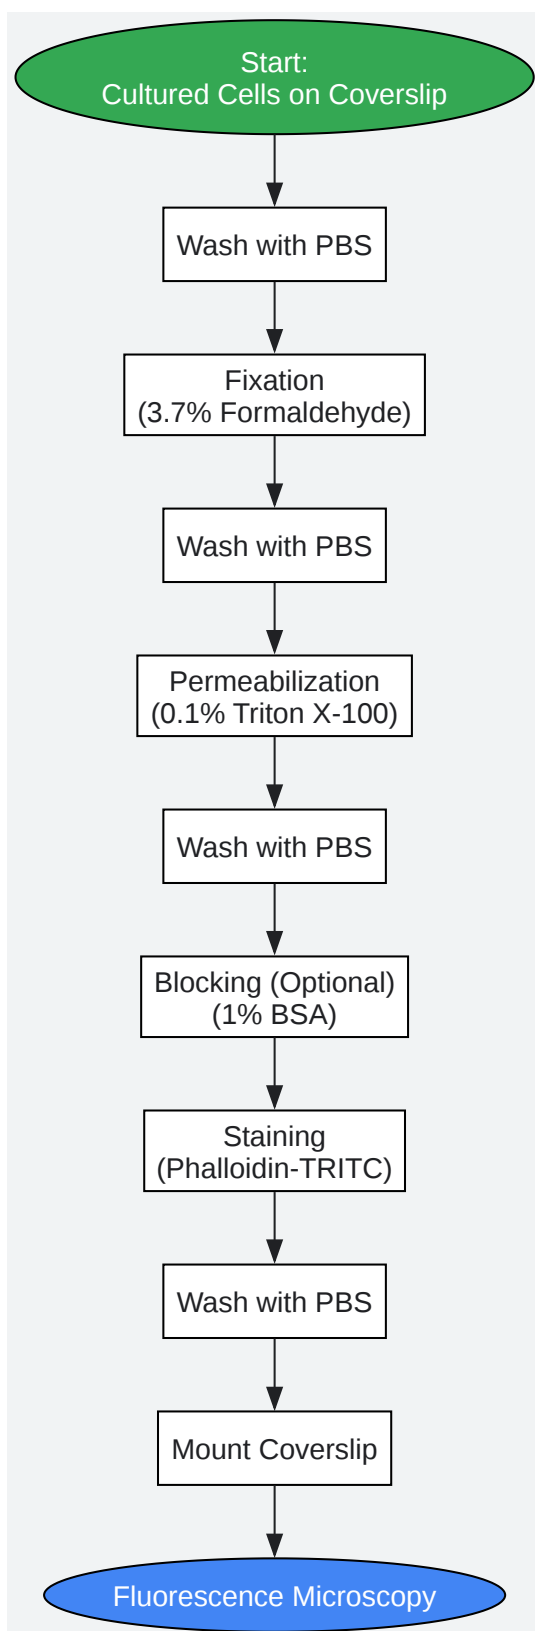 Start:
Cultured Cells on Coverslip
Wash with PBS
Fixation
(3.7% Formaldehyde)
Wash with PBS
Permeabilization
(0.1% Triton X-100)
Wash with PBS
Blocking (Optional)
(1% BSA)
Staining
(Phalloidin-TRITC)
Wash with PBS
Mount Coverslip
Fluorescence Microscopy